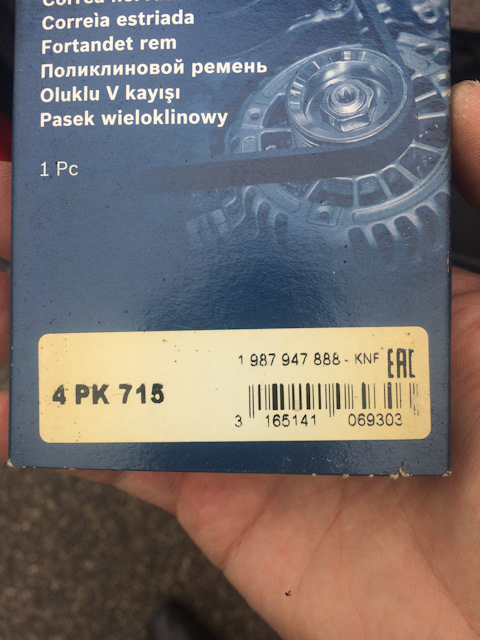 Correia estriada
Fortandet rem
Поликлиновой ремень
Oluklu V kayışı
Pasek wieloklinowy
1 Pc
1 987 947 888 - KNF EAC
4 PK 715
3 165141 069303